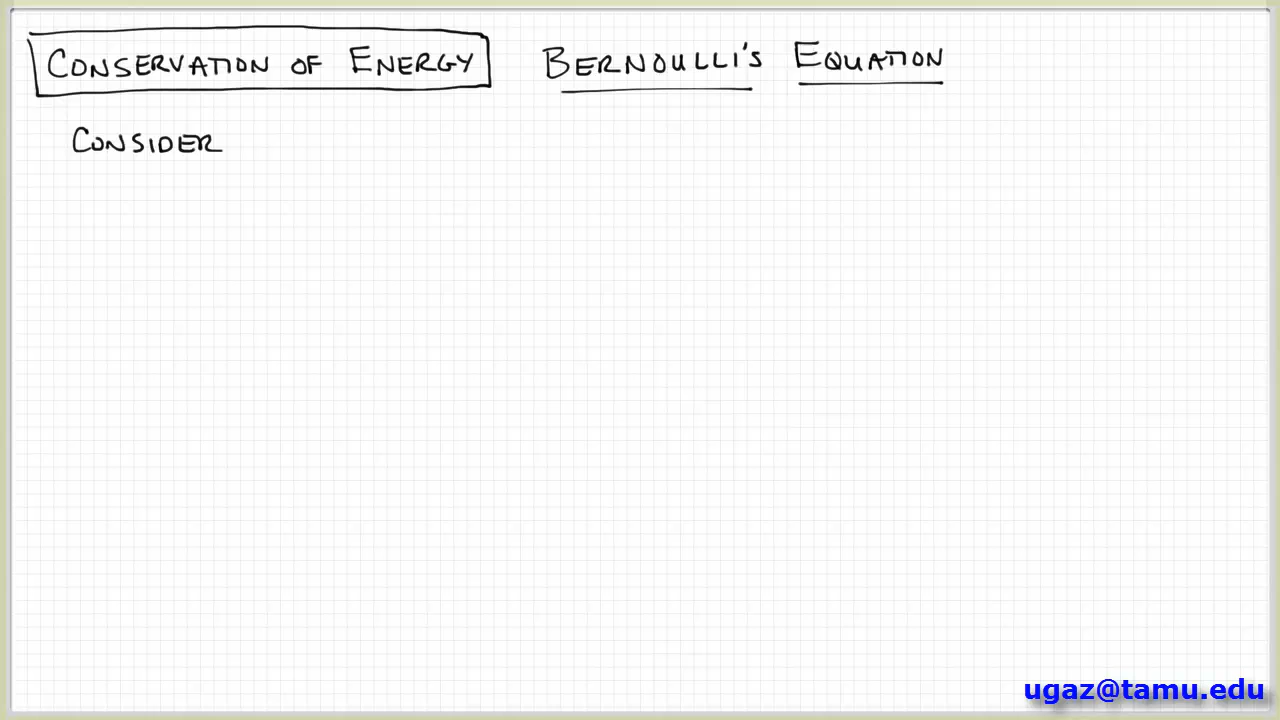 CONSERVATION OF ENERGY BERNOULLI'S EQUATION
CONSIDER
ugaz@tamu.edu